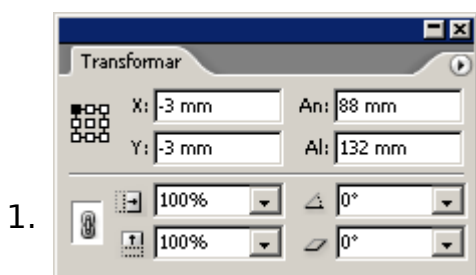 Transformar
X: -3 mm An: 88 mm
Y: -3 mm Al: 132 mm
100% 0°
1.
100% 0°